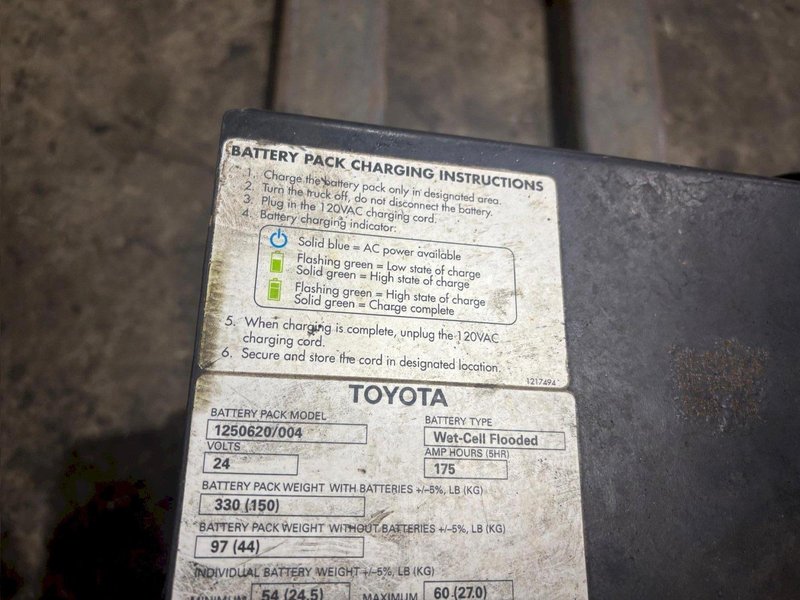 BATTERY PACK CHARGING INSTRUCTIONS
1. Charge the battery pack only in designated area.
2. Turn the truck off, do not disconnect the battery.
3. Plug in the 120VAC charging cord.
4. Battery charging indicator:
Solid blue = AC power available
Flashing green = Low state of charge
Solid green = High state of charge
Flashing green = High state of charge
Solid green = Charge complete
5. When charging is complete, unplug the 120VAC
charging cord.
6. Secure and store the cord in designated location.
1217494
TOYOTA
BATTERY PACK MODEL
1250620/004
BATTERY TYPE
Wet-Cell Flooded
VOLTS
24
AMP HOURS (5HR)
175
BATTERY PACK WEIGHT WITH BATTERIES +/-5%, LB (KG)
330 (150)
BATTERY PACK WEIGHT WITHOUT BATTERIES +/-5%, LB (KG)
97 (44)
INDIVIDUAL BATTERY WEIGHT +/-5%, LB (KG)
MINIMUM 54 (24.5) MAXIMUM 60 (27.0)